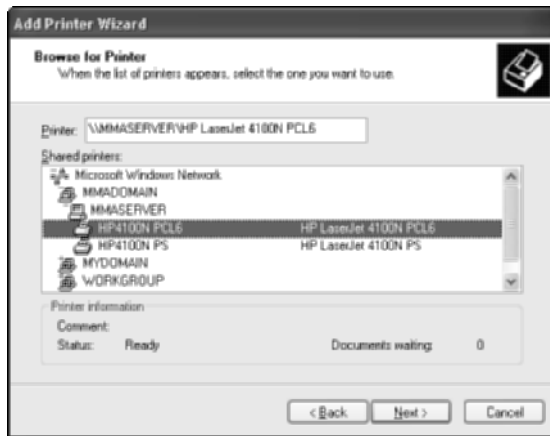 Add Printer Wizard
Browse for Printer
When the list of printers appears, select the one you want to use.
Printer: \\MMASERVER\HP LaserJet 4100N PCL6
Shared printers:
Microsoft Windows Network
MMADOMAIN
MMASERVER
HP4100N PCL6 HP LaserJet 4100N PCL6
HP4100N PS HP LaserJet 4100N PS
MYDOMAIN
WORKGROUP
Printer information
Comment:
Status: Ready Documents waiting: 0
< Back Next > Cancel